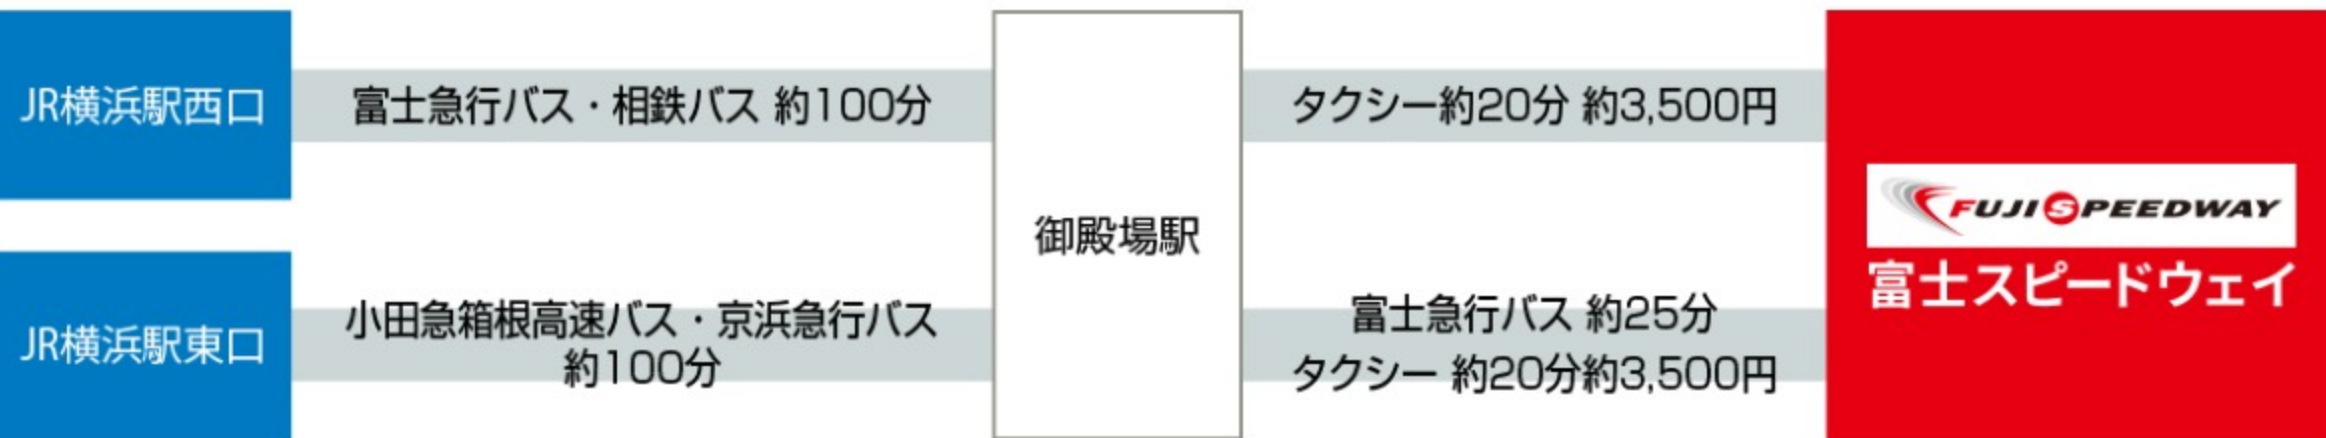 JR横浜駅西口
富士急行バス・相鉄バス 約100分
タクシー約20分 約3,500円
御殿場駅
FUJI SPEEDWAY
富士スピードウェイ
JR横浜駅東口
小田急箱根高速バス・京浜急行バス
約100分
富士急行バス 約25分
タクシー 約20分約3,500円